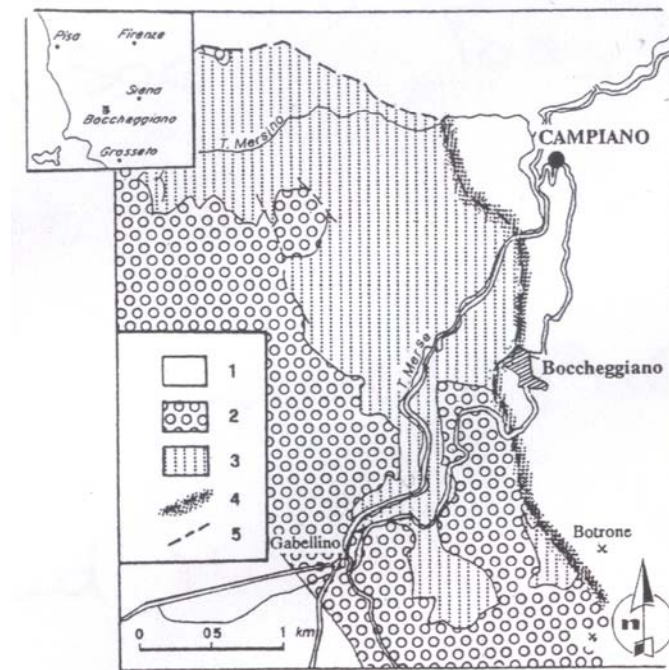 Pisa
Firenze
Siena
Boccheggiano
Grosseto
T. Mersino
CAMPIANO
T. Merse
Boccheggiano
1
2
3
4
5
Gabellino
Botrone
0 05 1 km
n